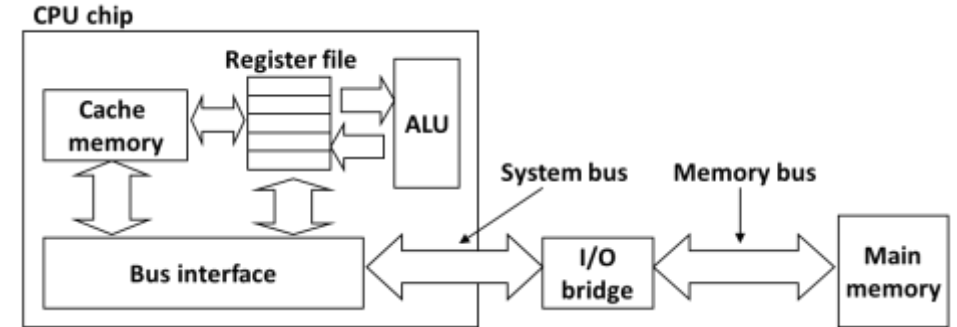 CPU chip
Register file
Cache
memory
ALU
System bus
Memory bus
Bus interface
I/O
bridge
Main
memory